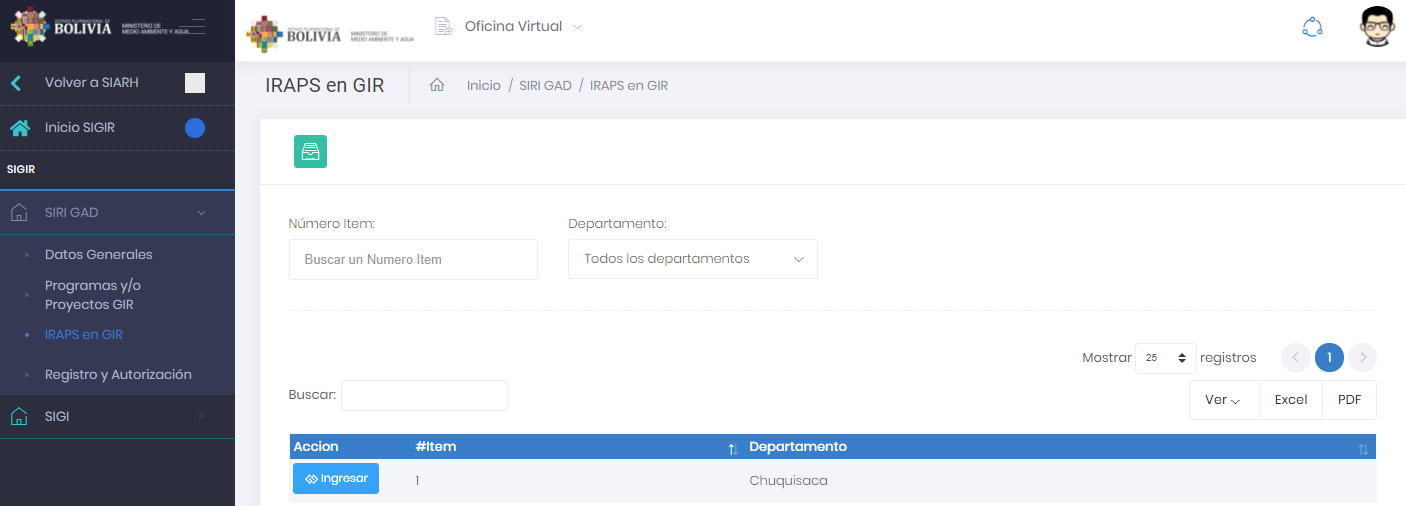 ESTADO PLURINACIONAL DE
BOLIVIA
MINISTERIO DE
MEDIO AMBIENTE Y AGUA
ESTADO PLURINACIONAL DE
BOLIVIA
MINISTERIO DE
MEDIO AMBIENTE Y AGUA
Oficina Virtual
Volver a SIARH
IRAPS en GIR
Inicio / SIRI GAD / IRAPS en GIR
Inicio SIGIR
SIGIR
SIRI GAD
Datos Generales
Programas y/o
Proyectos GIR
IRAPS en GIR
Registro y Autorización
SIGI
Número Item:
Departamento:
Buscar un Numero Item
Todos los departamentos
Mostrar 25 registros
1
Buscar:
Ver
Excel
PDF
Accion #Item Departamento
Ingresar 1 Chuquisaca